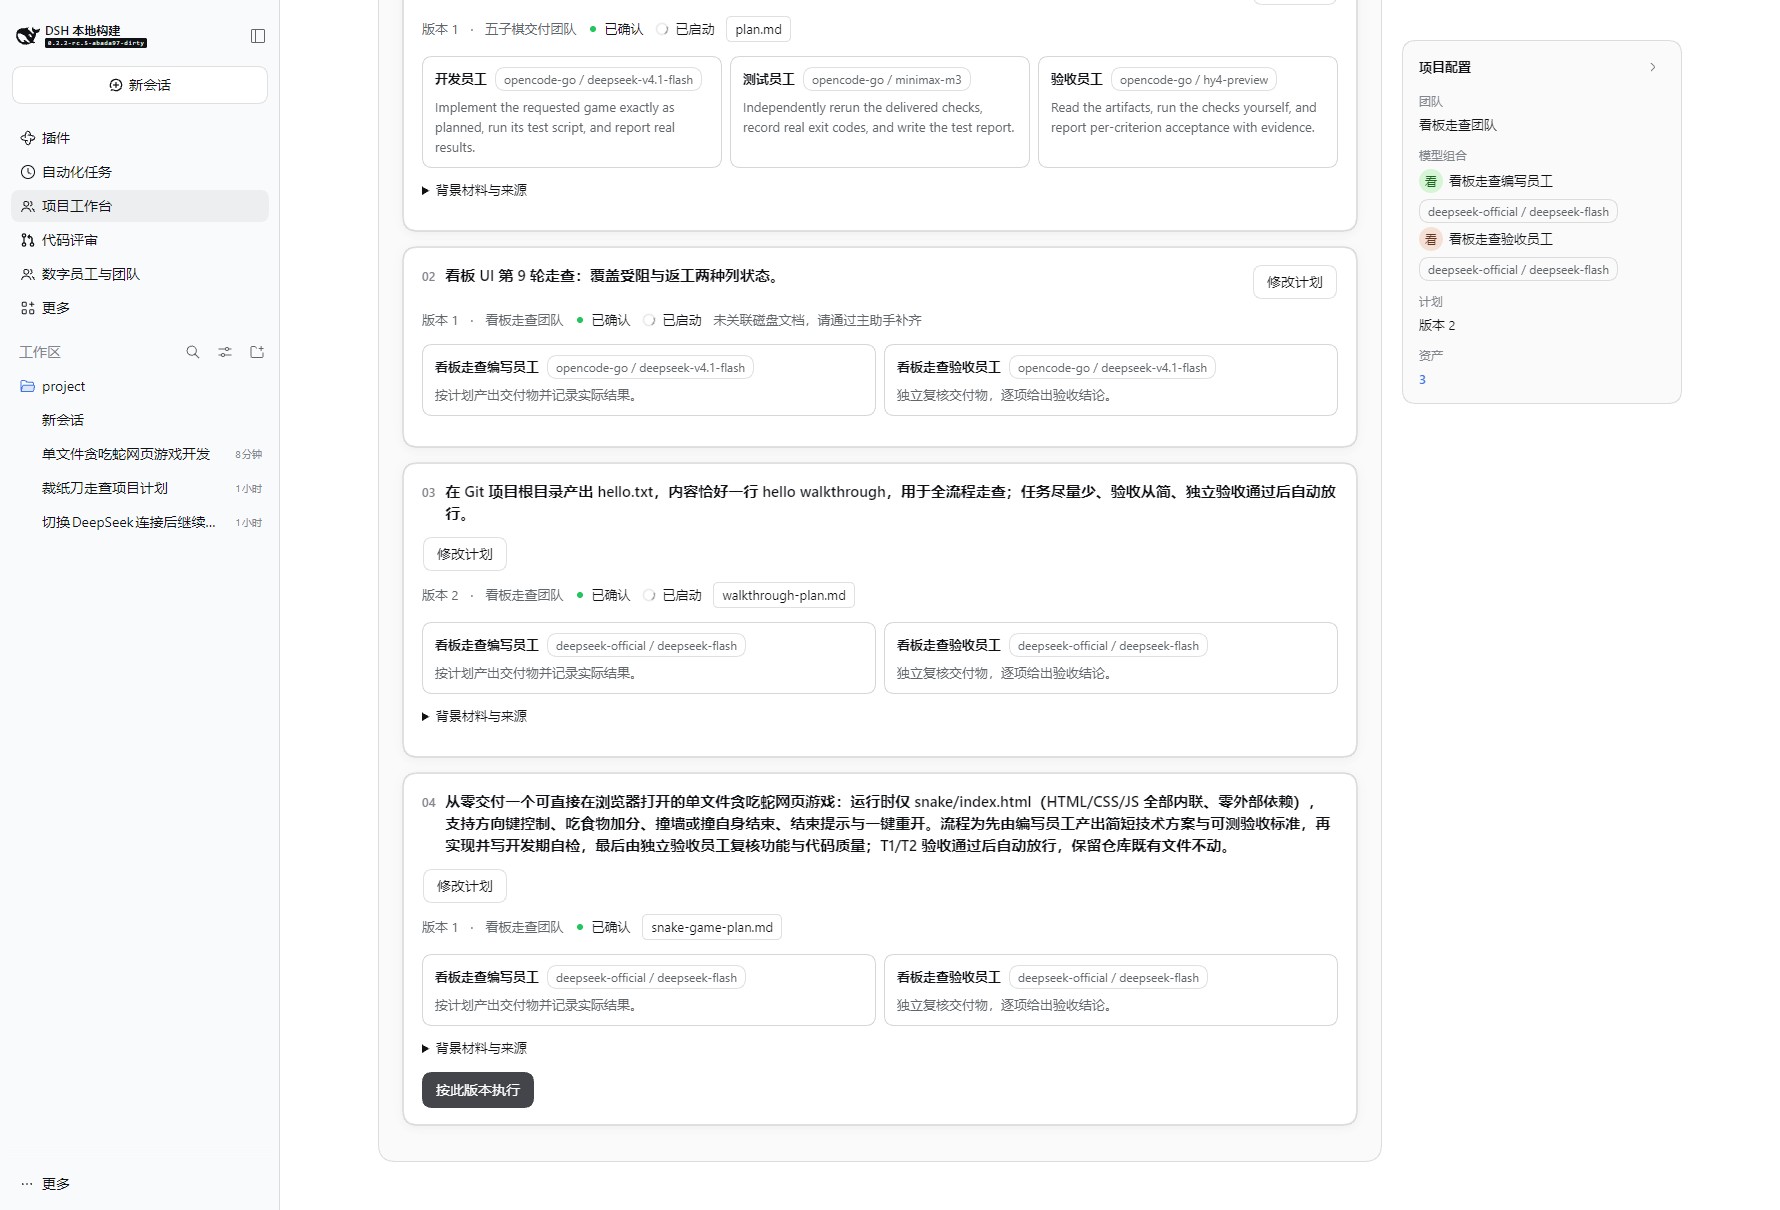 DSH 本地构建
0.3.2-rc.5-abada97-dirty
新会话
插件
自动化任务
项目工作台
代码评审
数字员工与团队
更多
工作区
project
新会话
单文件贪吃蛇网页游戏开发 8分钟
裁纸刀走查项目计划 1小时
切换DeepSeek连接后继续... 1小时
··· 更多
版本 1 · 五子棋交付团队 已确认 已启动 plan.md
开发员工 opencode-go / deepseek-v4.1-flash
Implement the requested game exactly as
planned, run its test script, and report real
results.
测试员工 opencode-go / minimax-m3
Independently rerun the delivered checks,
record real exit codes, and write the test report.
验收员工 opencode-go / hy4-preview
Read the artifacts, run the checks yourself, and
report per-criterion acceptance with evidence.
背景材料与来源
02 看板 UI 第 9 轮走查：覆盖受阻与返工两种列状态。
修改计划
版本 1 · 看板走查团队 已确认 已启动 未关联磁盘文档，请通过主助手补齐
看板走查编写员工 opencode-go / deepseek-v4.1-flash
按计划产出交付物并记录实际结果。
看板走查验收员工 opencode-go / deepseek-v4.1-flash
独立复核交付物，逐项给出验收结论。
03 在 Git 项目根目录产出 hello.txt，内容恰好一行 hello walkthrough，用于全流程走查；任务尽量少、验收从简、独立验收通过后自动放
行。
修改计划
版本 2 · 看板走查团队 已确认 已启动 walkthrough-plan.md
看板走查编写员工 deepseek-official / deepseek-flash
按计划产出交付物并记录实际结果。
看板走查验收员工 deepseek-official / deepseek-flash
独立复核交付物，逐项给出验收结论。
背景材料与来源
04 从零交付一个可直接在浏览器打开的单文件贪吃蛇网页游戏：运行时仅 snake/index.html（HTML/CSS/JS 全部内联、零外部依赖），
支持方向键控制、吃食物加分、撞墙或撞自身结束、结束提示与一键重开。流程为先由编写员工产出简短技术方案与可测验收标准，再
实现并写开发期自检，最后由独立验收员工复核功能与代码质量；T1/T2 验收通过后自动放行，保留仓库既有文件不动。
修改计划
版本 1 · 看板走查团队 已确认 snake-game-plan.md
看板走查编写员工 deepseek-official / deepseek-flash
按计划产出交付物并记录实际结果。
看板走查验收员工 deepseek-official / deepseek-flash
独立复核交付物，逐项给出验收结论。
背景材料与来源
按此版本执行
项目配置
团队
看板走查团队
模型组合
看 看板走查编写员工
deepseek-official / deepseek-flash
看 看板走查验收员工
deepseek-official / deepseek-flash
计划
版本 2
资产
3